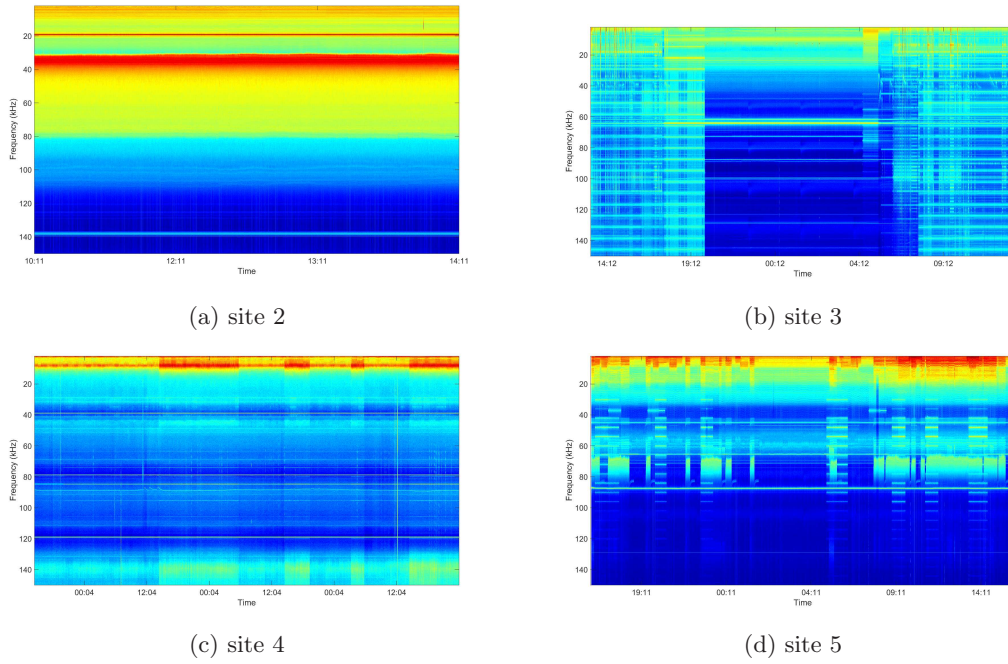 20
40
60
80
100
120
140
Frequency (kHz)
10:11 12:11 13:11 14:11
Time
(a) site 2
20
40
60
80
100
120
140
Frequency (kHz)
14:12 19:12 00:12 04:12 09:12
Time
(b) site 3
20
40
60
80
100
120
140
Frequency (kHz)
00:04 12:04 00:04 12:04 00:04 12:04
Time
(c) site 4
20
40
60
80
100
120
140
Frequency (kHz)
19:11 00:11 04:11 09:11 14:11
Time
(d) site 5